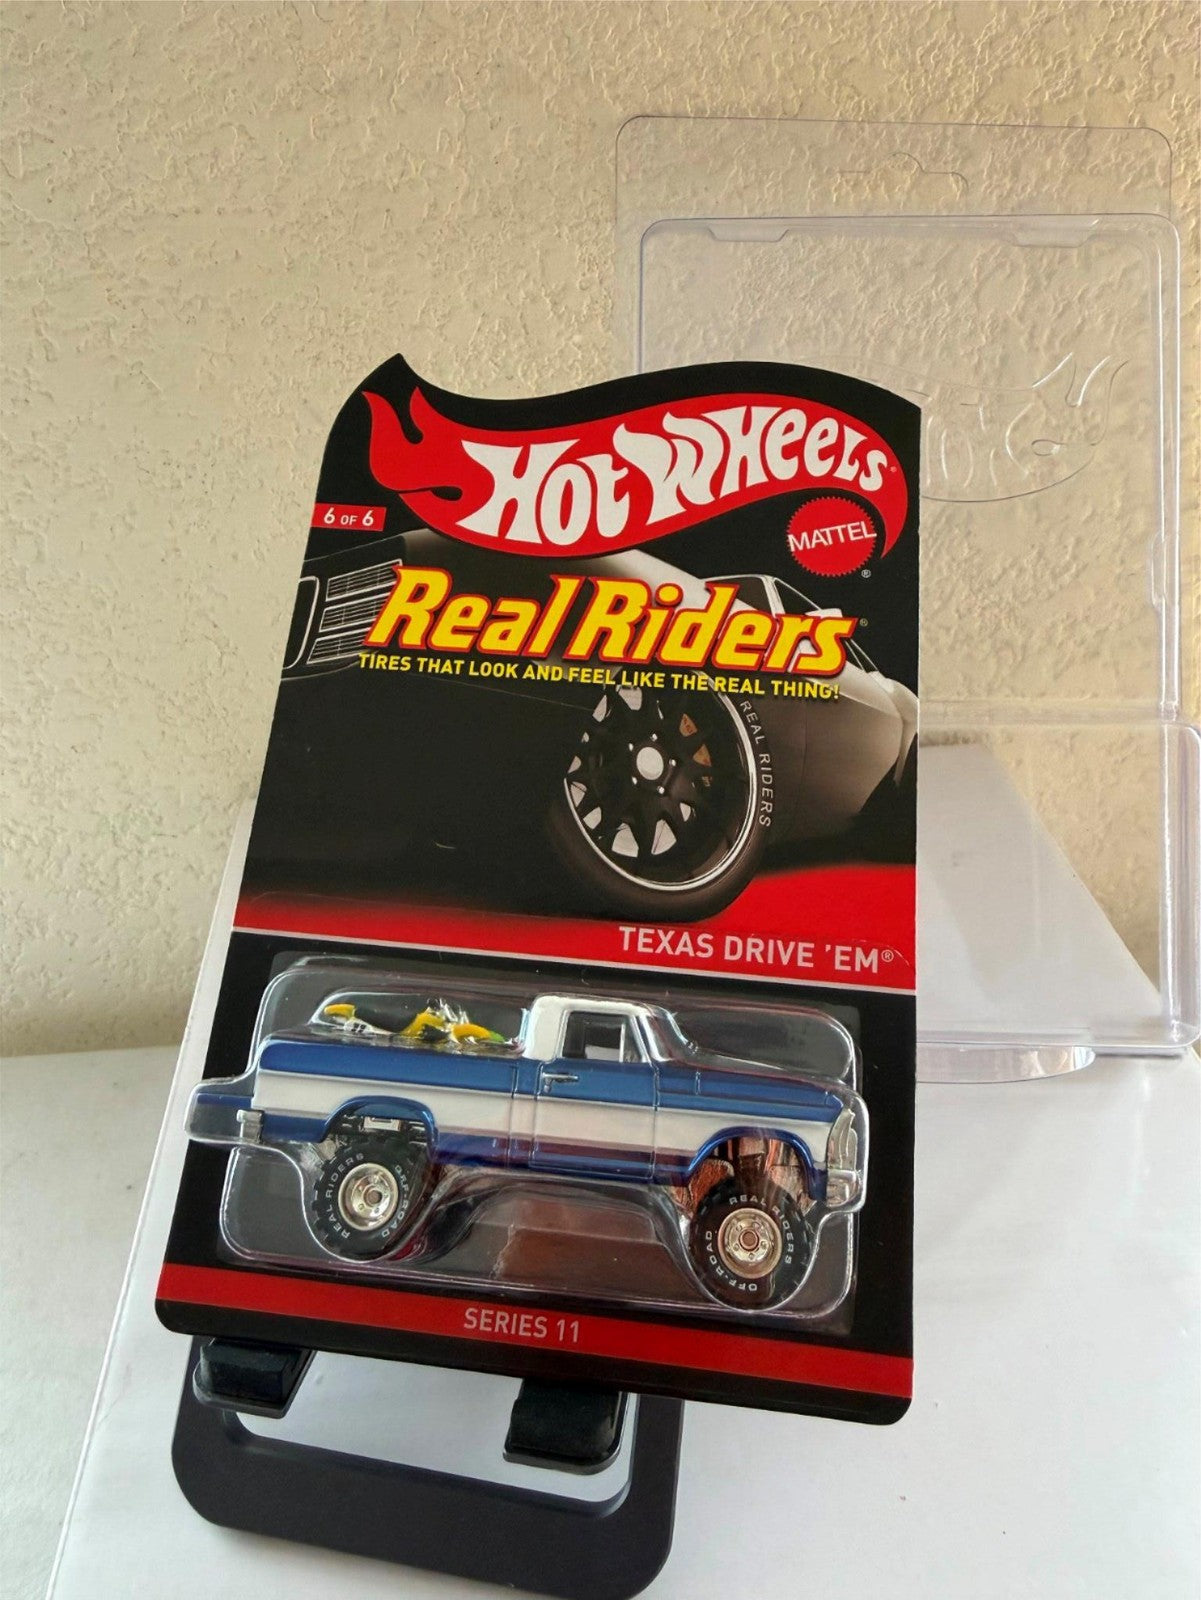 HOT WHEELS®
6 OF 6
MATTEL
®
Real Riders®
TIRES THAT LOOK AND FEEL LIKE THE REAL THING!
REAL RIDERS
TEXAS DRIVE 'EM®
REAL RIDERS OFF-ROAD
REAL RIDERS OFF-ROAD
SERIES 11